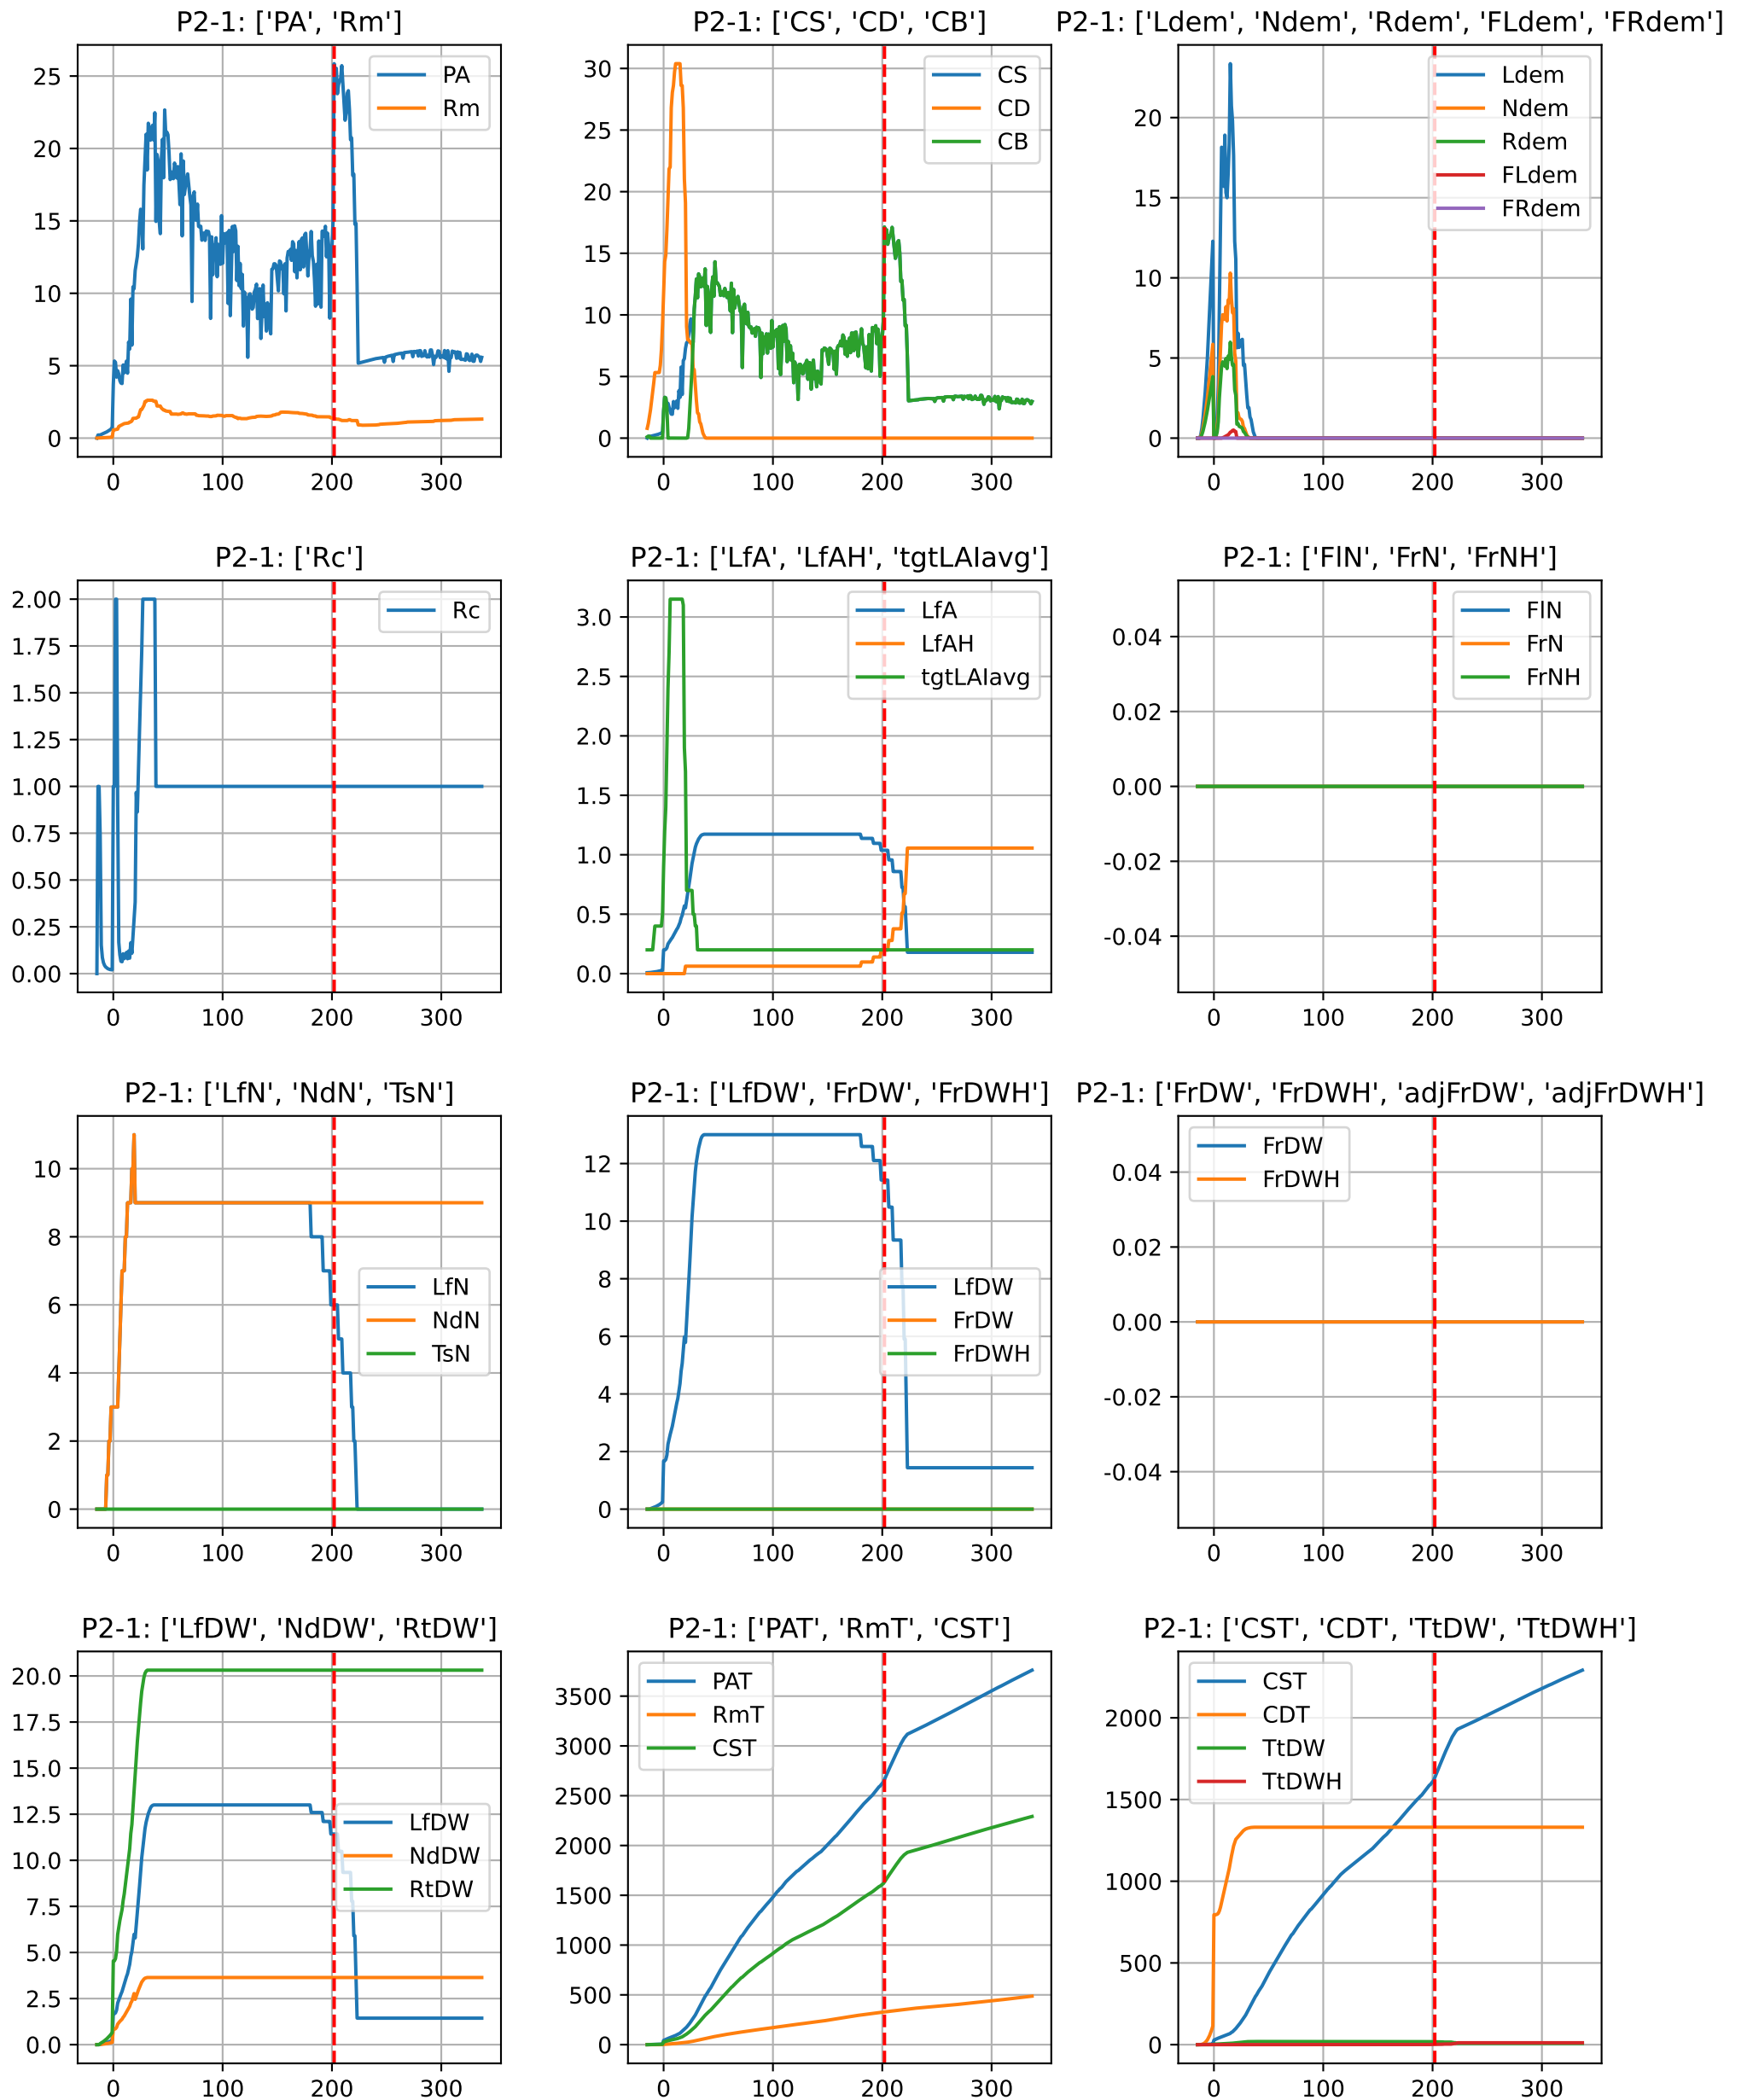 P2-1: ['PA', 'Rm']
25
20
15
10
5
0
0 100 200 300
PA
Rm
P2-1: ['CS', 'CD', 'CB']
30
25
20
15
10
5
0
0 100 200 300
CS
CD
CB
P2-1: ['Ldem', 'Ndem', 'Rdem', 'FLdem', 'FRdem']
20
15
10
5
0
0 100 200 300
Ldem
Ndem
Rdem
FLdem
FRdem
P2-1: ['Rc']
2.00
1.75
1.50
1.25
1.00
0.75
0.50
0.25
0.00
0 100 200 300
Rc
P2-1: ['LfA', 'LfAH', 'tgtLAIavg']
3.0
2.5
2.0
1.5
1.0
0.5
0.0
0 100 200 300
LfA
LfAH
tgtLAIavg
P2-1: ['FlN', 'FrN', 'FrNH']
0.04
0.02
0.00
-0.02
-0.04
0 100 200 300
FlN
FrN
FrNH
P2-1: ['LfN', 'NdN', 'TsN']
10
8
6
4
2
0
0 100 200 300
LfN
NdN
TsN
P2-1: ['LfDW', 'FrDW', 'FrDWH']
12
10
8
6
4
2
0
0 100 200 300
LfDW
FrDW
FrDWH
P2-1: ['FrDW', 'FrDWH', 'adjFrDW', 'adjFrDWH']
0.04
0.02
0.00
-0.02
-0.04
0 100 200 300
FrDW
FrDWH
P2-1: ['LfDW', 'NdDW', 'RtDW']
20.0
17.5
15.0
12.5
10.0
7.5
5.0
2.5
0.0
0 100 200 300
LfDW
NdDW
RtDW
P2-1: ['PAT', 'RmT', 'CST']
3500
3000
2500
2000
1500
1000
500
0
0 100 200 300
PAT
RmT
CST
P2-1: ['CST', 'CDT', 'TtDW', 'TtDWH']
2000
1500
1000
500
0
0 100 200 300
CST
CDT
TtDW
TtDWH